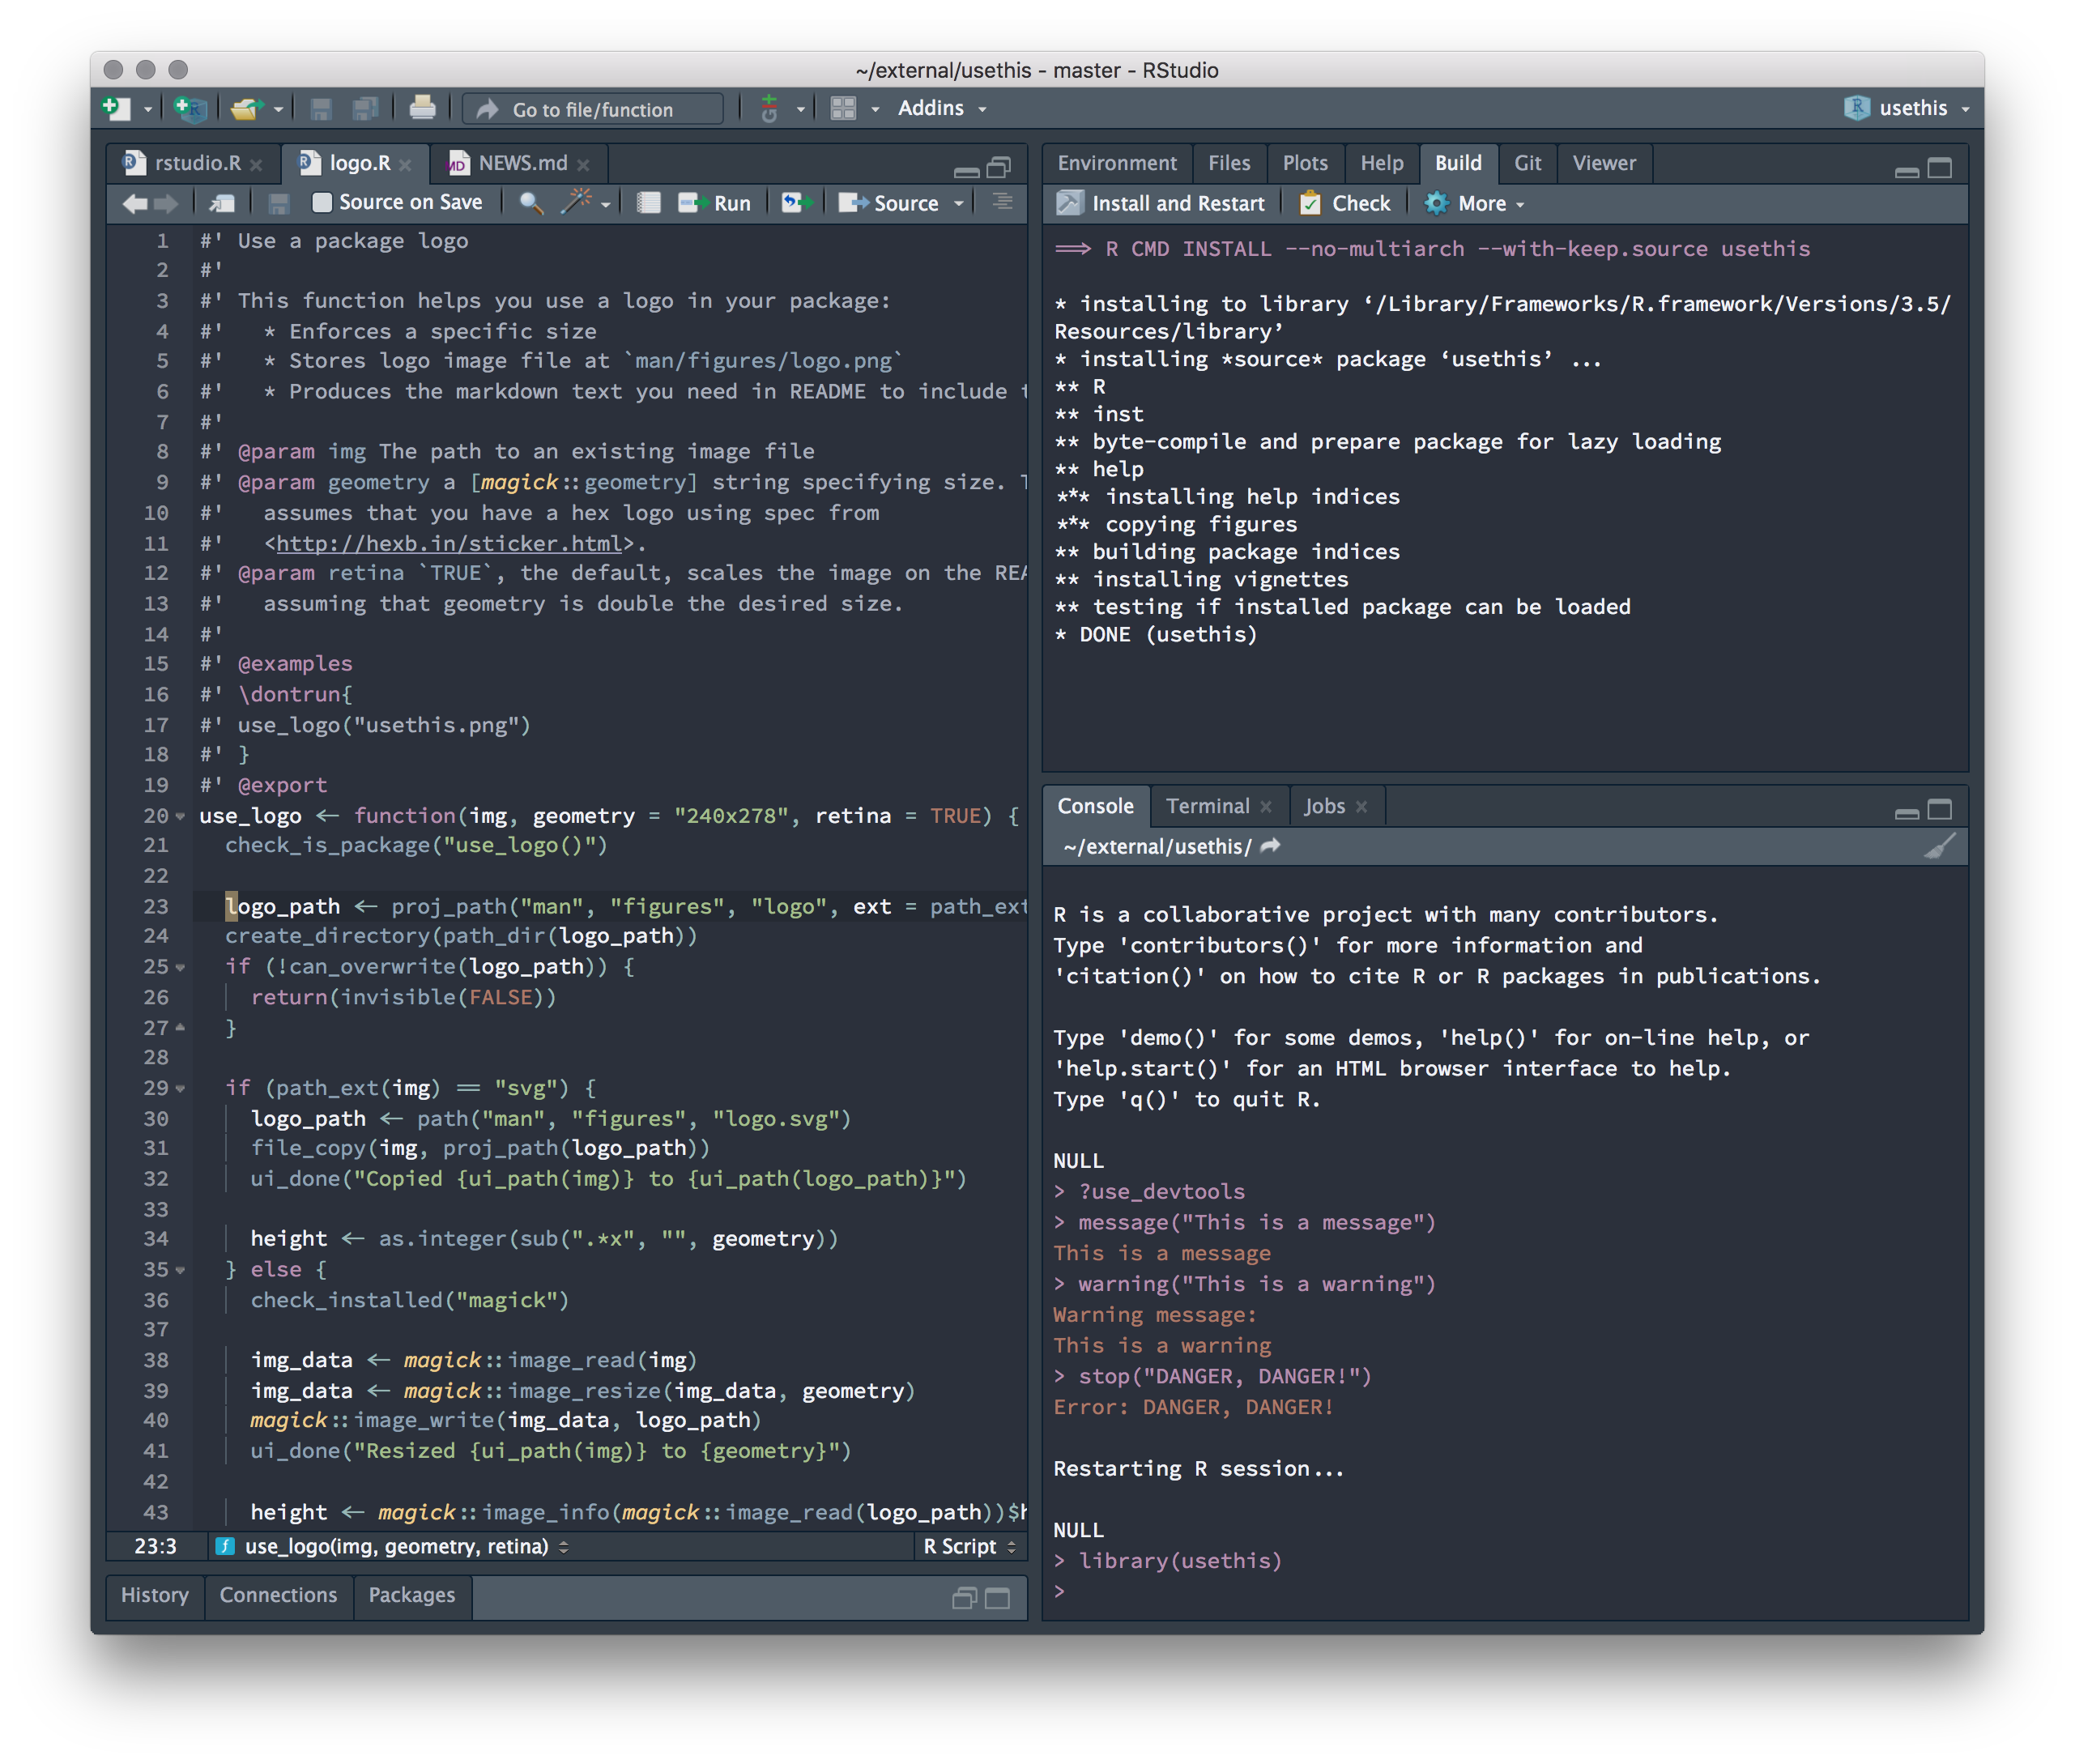 ~/external/usethis - master - RStudio
Go to file/function
Addins
usethis
rstudio.R
logo.R
NEWS.md
Source on Save
Run
Source
1 #' Use a package logo
2 #'
3 #' This function helps you use a logo in your package:
4 #'   * Enforces a specific size
5 #'   * Stores logo image file at `man/figures/logo.png`
6 #'   * Produces the markdown text you need in README to include t
7 #'
8 #' @param img The path to an existing image file
9 #' @param geometry a [magick::geometry] string specifying size. T
10 #'   assumes that you have a hex logo using spec from
11 #'   <http://hexb.in/sticker.html>.
12 #' @param retina `TRUE`, the default, scales the image on the REA
13 #'   assuming that geometry is double the desired size.
14 #'
15 #' @examples
16 #' \dontrun{
17 #' use_logo("usethis.png")
18 #' }
19 #' @export
20 use_logo <- function(img, geometry = "240x278", retina = TRUE) {
21   check_is_package("use_logo()")
22
23   logo_path <- proj_path("man", "figures", "logo", ext = path_ext
24   create_directory(path_dir(logo_path))
25   if (!can_overwrite(logo_path)) {
26     return(invisible(FALSE))
27   }
28
29   if (path_ext(img) == "svg") {
30     logo_path <- path("man", "figures", "logo.svg")
31     file_copy(img, proj_path(logo_path))
32     ui_done("Copied {ui_path(img)} to {ui_path(logo_path)}")
33
34     height <- as.integer(sub(".*x", "", geometry))
35   } else {
36     check_installed("magick")
37
38     img_data <- magick::image_read(img)
39     img_data <- magick::image_resize(img_data, geometry)
40     magick::image_write(img_data, logo_path)
41     ui_done("Resized {ui_path(img)} to {geometry}")
42
43     height <- magick::image_info(magick::image_read(logo_path))$h
23:3
use_logo(img, geometry, retina)
R Script
History
Connections
Packages
Environment
Files
Plots
Help
Build
Git
Viewer
Install and Restart
Check
More
==> R CMD INSTALL --no-multiarch --with-keep.source usethis
* installing to library ‘/Library/Frameworks/R.framework/Versions/3.5/
Resources/library’
* installing *source* package ‘usethis’ ...
** R
** inst
** byte-compile and prepare package for lazy loading
** help
*** installing help indices
*** copying figures
** building package indices
** installing vignettes
** testing if installed package can be loaded
* DONE (usethis)
Console
Terminal
Jobs
~/external/usethis/
R is a collaborative project with many contributors.
Type 'contributors()' for more information and
'citation()' on how to cite R or R packages in publications.
Type 'demo()' for some demos, 'help()' for on-line help, or
'help.start()' for an HTML browser interface to help.
Type 'q()' to quit R.
NULL
> ?use_devtools
> message("This is a message")
This is a message
> warning("This is a warning")
Warning message:
This is a warning
> stop("DANGER, DANGER!")
Error: DANGER, DANGER!
Restarting R session...
NULL
> library(usethis)
>